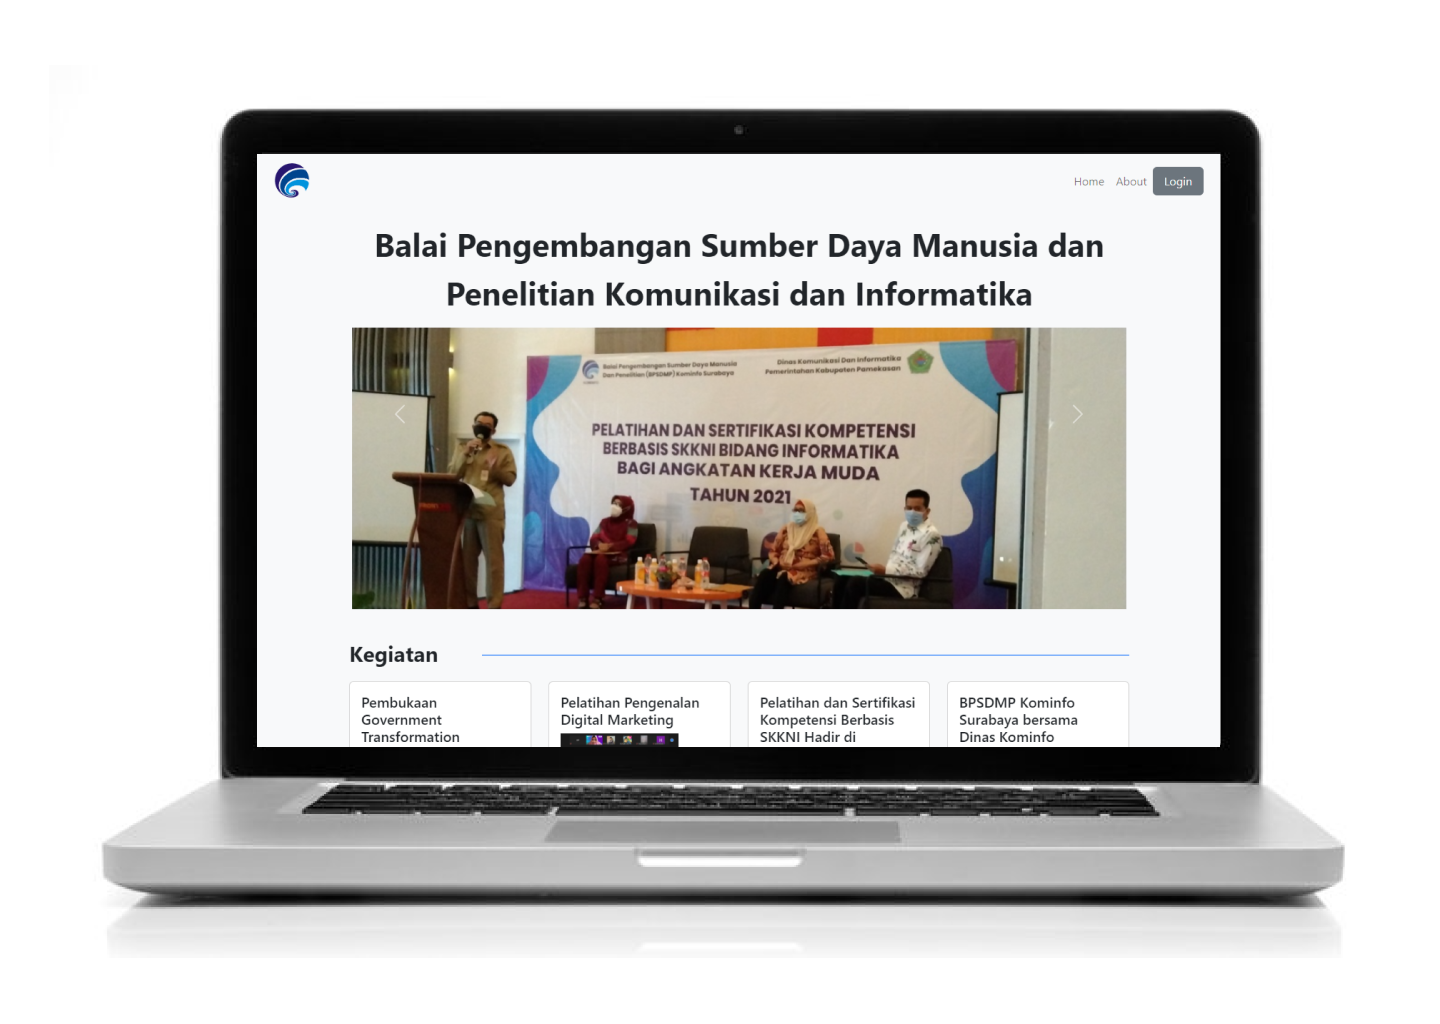 Home About Login
Balai Pengembangan Sumber Daya Manusia dan
Penelitian Komunikasi dan Informatika
Balai Pengembangan Sumber Daya Manusia
Dan Penelitian (BPSDMP) Kominfo Surabaya
Dinas Komunikasi Dan Informatika
Pemerintahan Kabupaten Pamekasan
PELATIHAN DAN SERTIFIKASI KOMPETENSI
BERBASIS SKKNI BIDANG INFORMATIKA
BAGI ANGKATAN KERJA MUDA
TAHUN 2021
Kegiatan
Pembukaan
Government
Transformation
Pelatihan Pengenalan
Digital Marketing
Pelatihan dan Sertifikasi
Kompetensi Berbasis
SKKNI Hadir di
BPSDMP Kominfo
Surabaya bersama
Dinas Kominfo